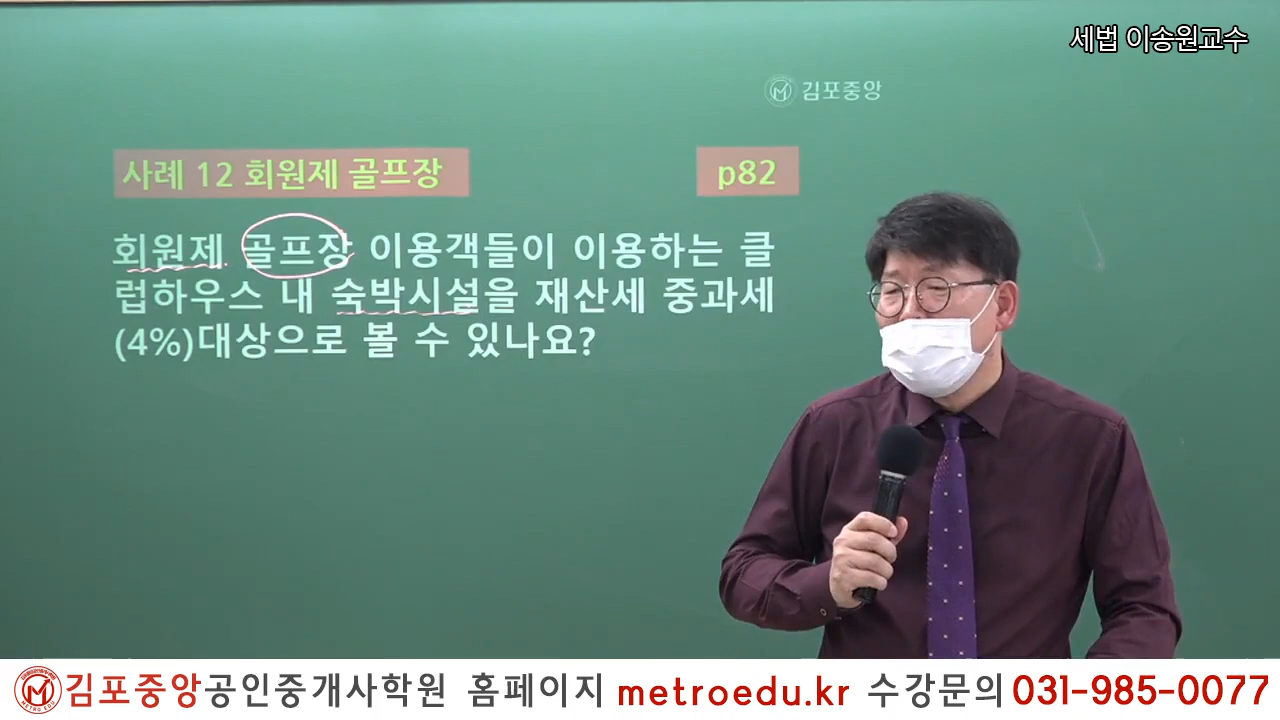 세법 이송원교수
김포중앙
사례 12 회원제 골프장
p82
회원제 골프장 이용객들이 이용하는 클
럽하우스 내 숙박시설을 재산세 중과세
(4%)대상으로 볼 수 있나요?
METRO EDU
김포중앙공인중개사학원 홈페이지 metroedu.kr 수강문의 031-985-0077